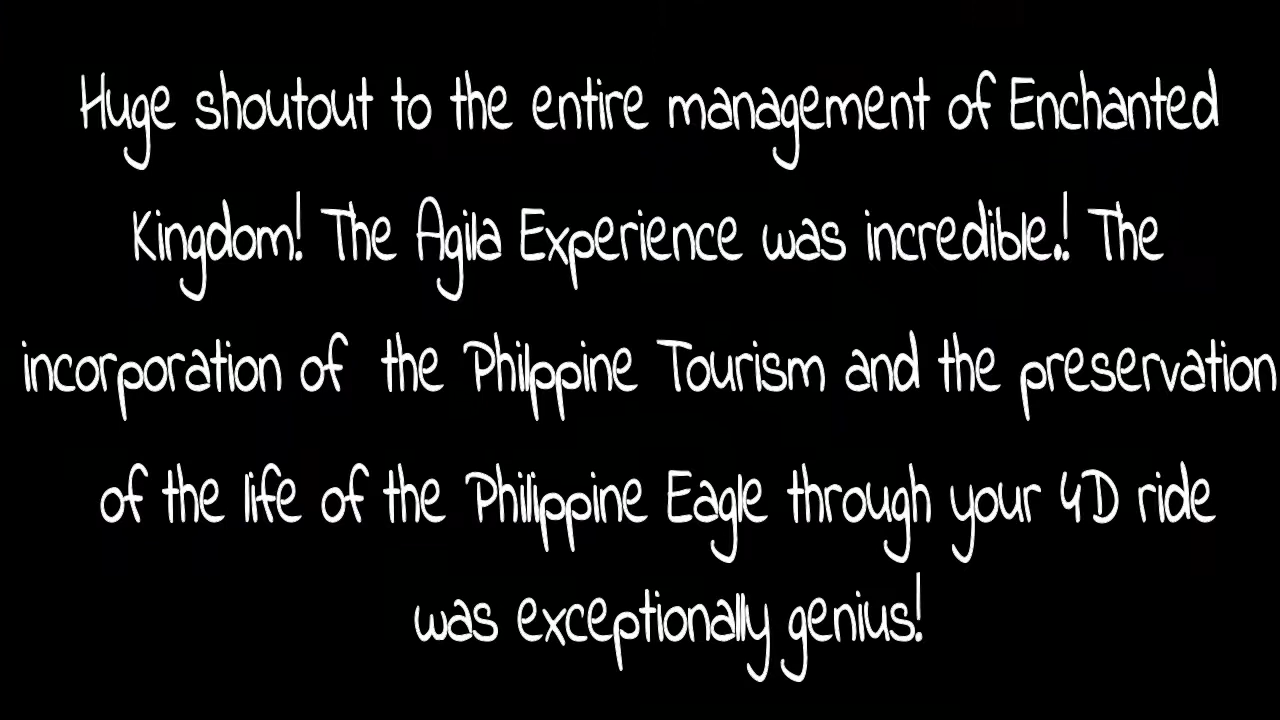 Huge shoutout to the entire management of Enchanted
Kingdom! The Agila Experience was incredible.! The
incorporation of the Philppine Tourism and the preservation
of the life of the Philippine Eagle through your 4D ride
was exceptionally genius!